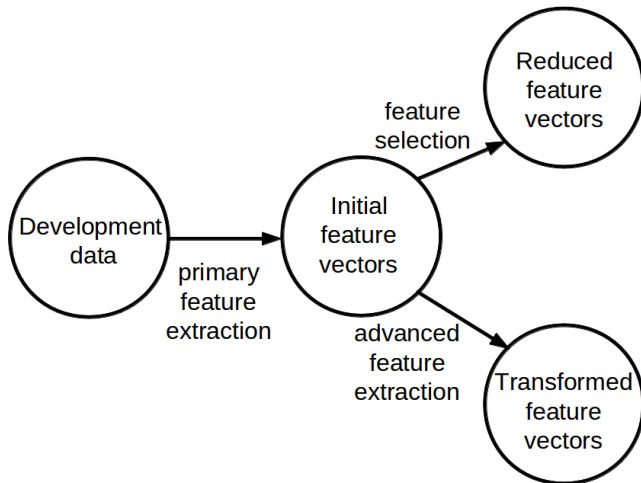 Development
data
primary
feature
extraction
Initial
feature
vectors
feature
selection
Reduced
feature
vectors
advanced
feature
extraction
Transformed
feature
vectors